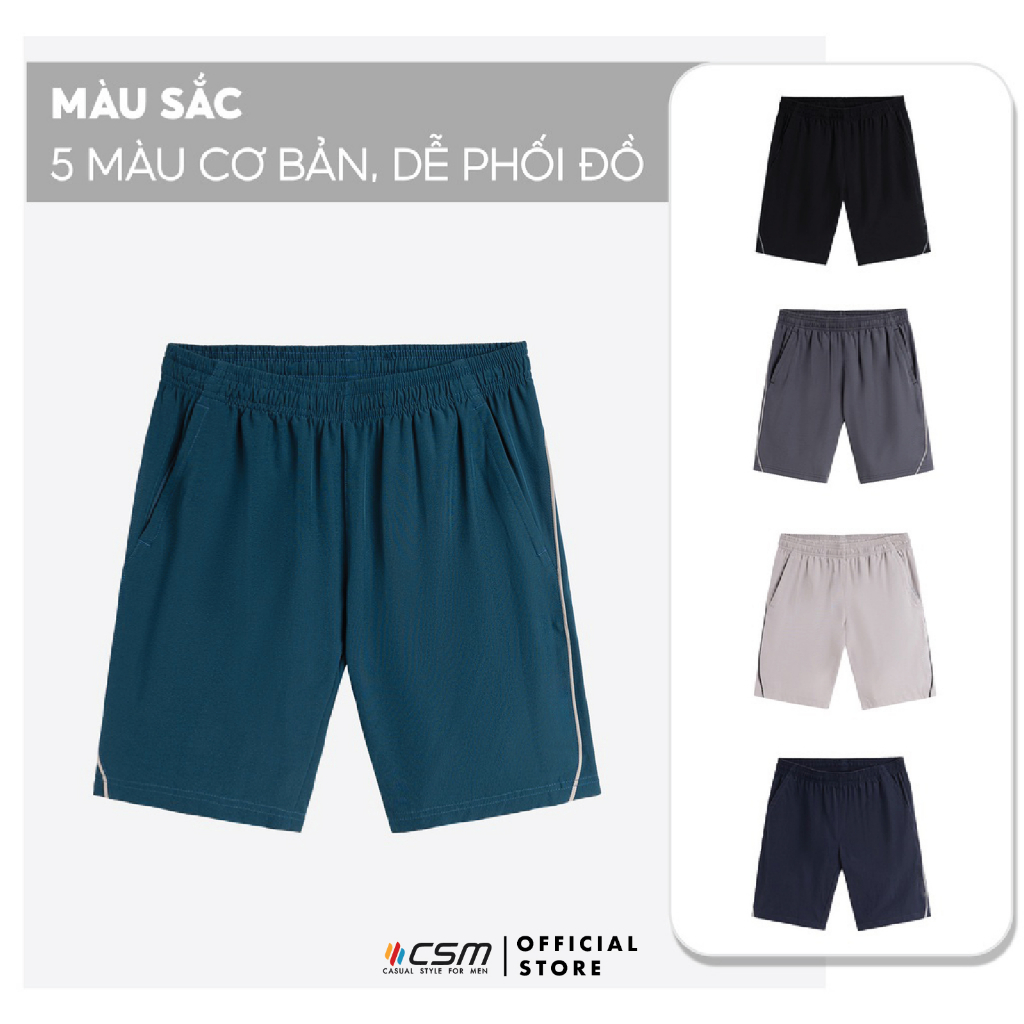 MÀU SẮC
5 MÀU CƠ BẢN, DỄ PHỐI ĐỒ
CSM
CASUAL STYLE FOR MEN
OFFICIAL
STORE